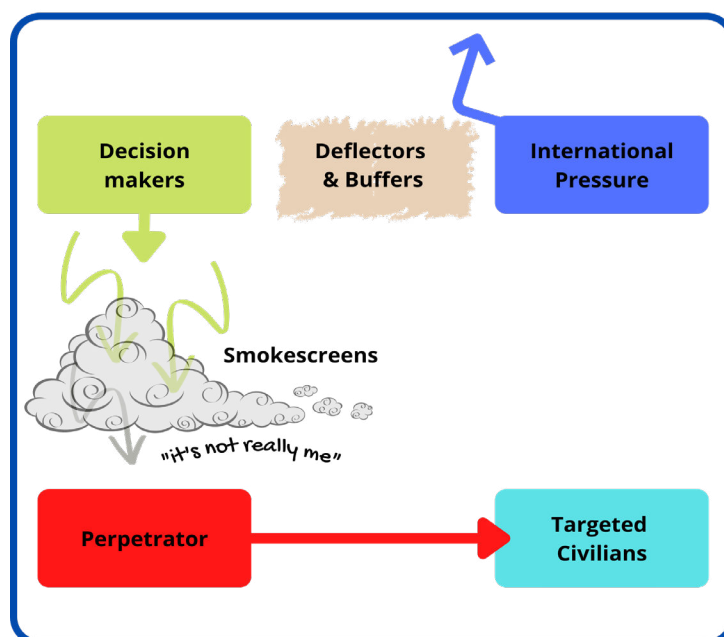 Decision
makers
Deflectors
& Buffers
International
Pressure
Smokescreens
"it's not really me"
Perpetrator
Targeted
Civilians